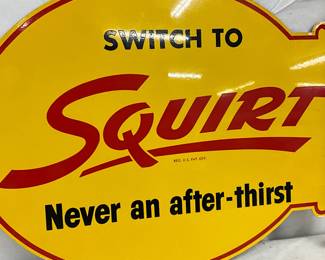 SWITCH TO
SQUIRT
REG. U.S. PAT. OFF.
Never an after-thirst